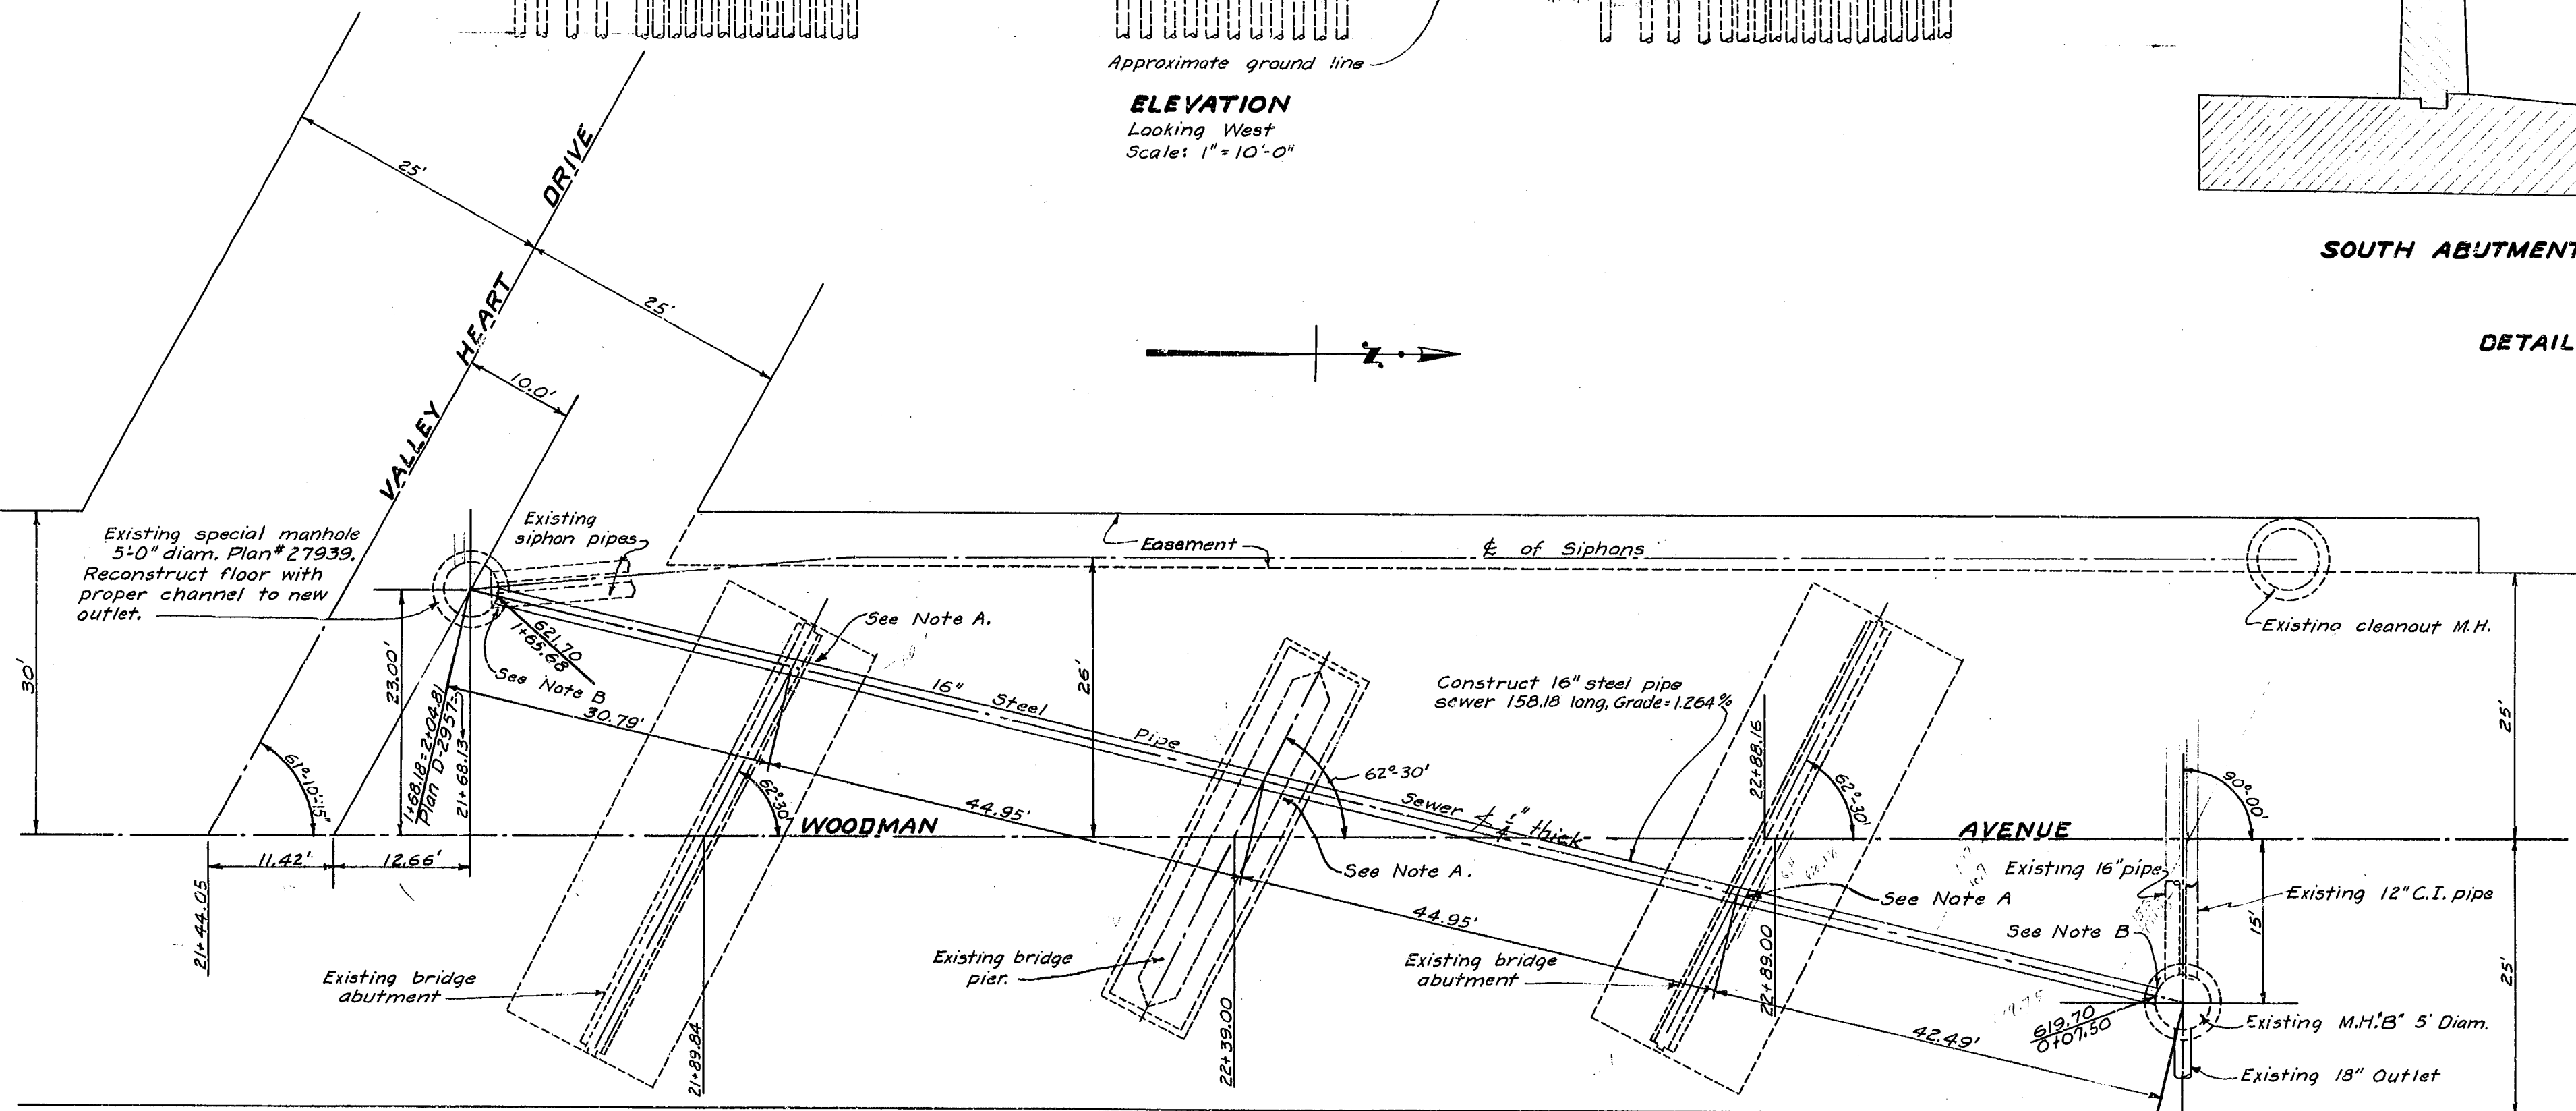 Approximate ground line
ELEVATION
Looking West
Scale: 1"=10'-0"
SOUTH ABUTMENT
DETAIL
25'
25'
10.0'
VALLEY HEART DRIVE
N.
Existing special manhole
5'-0" diam. Plan #27939.
Reconstruct floor with
proper channel to new
outlet.
Existing
siphon pipes
Easement
℄ of Siphons
Existing cleanout M.H.
30'
23.00'
26'
25'
621.70
1+65.68
See Note B
See Note A.
30.79'
16" Steel Pipe Sewer 1/4" thick
Construct 16" steel pipe
sewer 158.18 long, Grade=1.264%
1+68.18=2+04.81
Plan D-2957=
21+68.13
61°-10'-15"
62°-30'
62°-30'
62°-30'
90°-00'
22+88.16
44.95'
WOODMAN AVENUE
11.42'
12.66'
21+44.05
See Note A.
See Note A
Existing 16" pipe
Existing 12" C.I. pipe
44.95'
See Note B
15'
25'
Existing bridge
abutment
Existing bridge
pier.
Existing bridge
abutment
21+89.84
22+39.00
22+89.00
42.49'
619.70
0+07.50
Existing M.H."B" 5' Diam.
Existing 18" Outlet